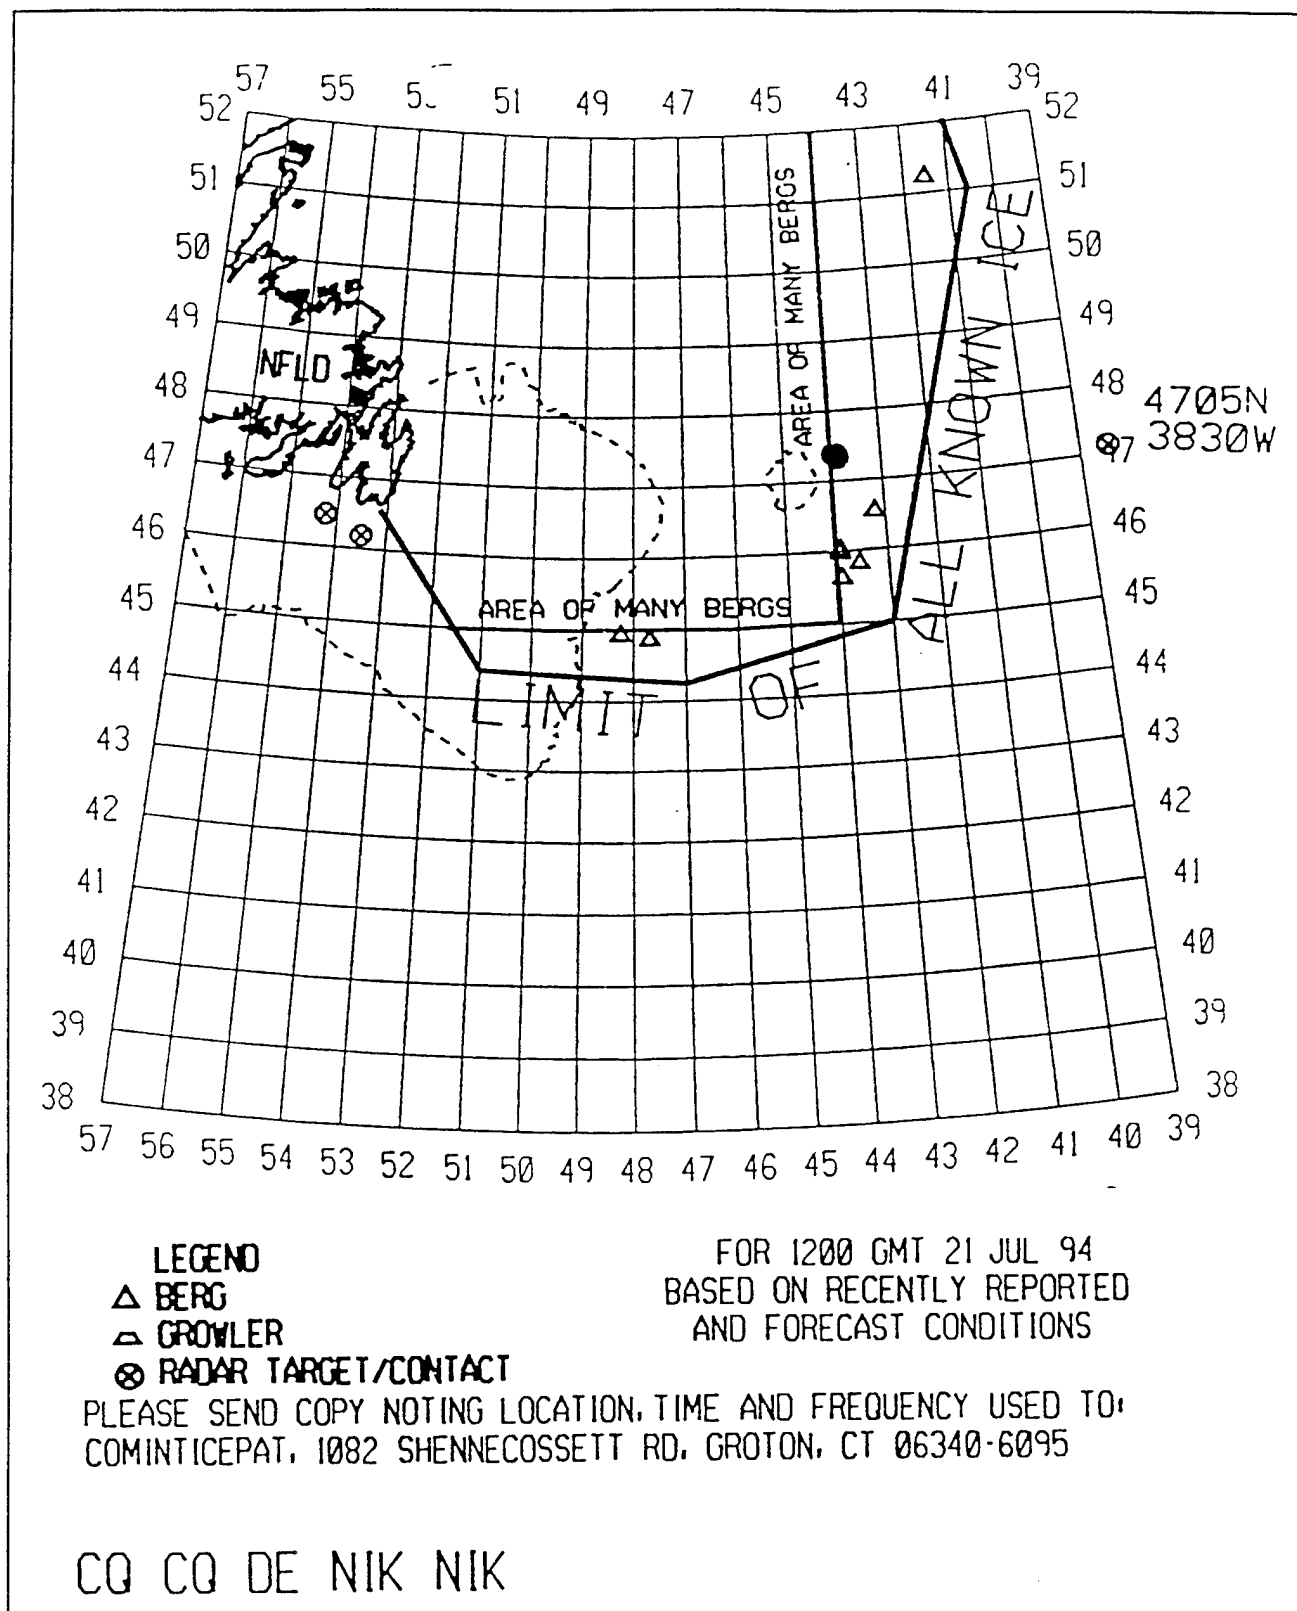 57 55 5 51 49 47 45 43 41 39
52 52
51 51
50 50
49 49
48 48
47 47
46 46
45 45
44 44
43 43
42 42
41 41
40 40
39 39
38 38
57 56 55 54 53 52 51 50 49 48 47 46 45 44 43 42 41 40 39
NFLD
AREA OF MANY BERGS
AREA OF MANY BERGS
LIMIT OF ALL KNOWN ICE
4705N
3830W
LEGEND
BERG
GROWLER
RADAR TARGET/CONTACT
FOR 1200 GMT 21 JUL 94
BASED ON RECENTLY REPORTED
AND FORECAST CONDITIONS
PLEASE SEND COPY NOTING LOCATION, TIME AND FREQUENCY USED TO:
COMINTICEPAT, 1082 SHENNECOSSETT RD, GROTON, CT 06340-6095
CQ CQ DE NIK NIK